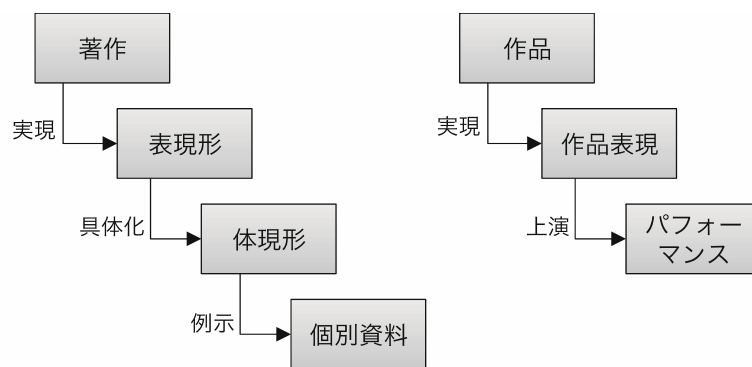 著作
実現
表現形
具体化
体現形
例示
個別資料
作品
実現
作品表現
上演
パフォー
マンス